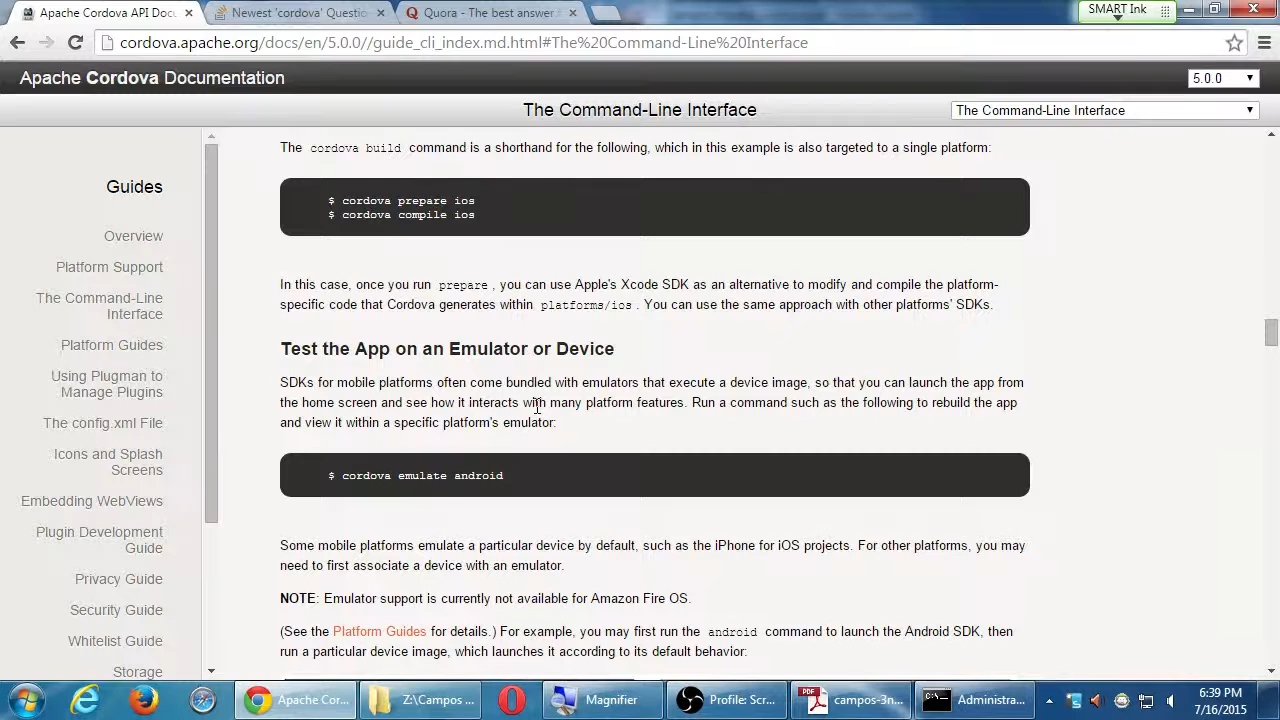 Apache Cordova API Docu
Newest 'cordova' Questio
Quora - The best answer
SMART Ink
cordova.apache.org/docs/en/5.0.0//guide_cli_index.md.html#The%20Command-Line%20Interface
Apache Cordova Documentation
5.0.0
The Command-Line Interface
The Command-Line Interface
Guides
Overview
Platform Support
The Command-Line
Interface
Platform Guides
Using Plugman to
Manage Plugins
The config.xml File
Icons and Splash
Screens
Embedding WebViews
Plugin Development
Guide
Privacy Guide
Security Guide
Whitelist Guide
Storage
The cordova build command is a shorthand for the following, which in this example is also targeted to a single platform:
$ cordova prepare ios
$ cordova compile ios
In this case, once you run prepare, you can use Apple's Xcode SDK as an alternative to modify and compile the platform-
specific code that Cordova generates within platforms/ios. You can use the same approach with other platforms' SDKs.
Test the App on an Emulator or Device
SDKs for mobile platforms often come bundled with emulators that execute a device image, so that you can launch the app from
the home screen and see how it interacts with many platform features. Run a command such as the following to rebuild the app
and view it within a specific platform's emulator:
$ cordova emulate android
Some mobile platforms emulate a particular device by default, such as the iPhone for iOS projects. For other platforms, you may
need to first associate a device with an emulator.
NOTE: Emulator support is currently not available for Amazon Fire OS.
(See the Platform Guides for details.) For example, you may first run the android command to launch the Android SDK, then
run a particular device image, which launches it according to its default behavior:
Apache Cor...
Z:\Campos ...
Magnifier
Profile: Scr...
PDF
campos-3n...
C:\
Administra...
6:39 PM
7/16/2015